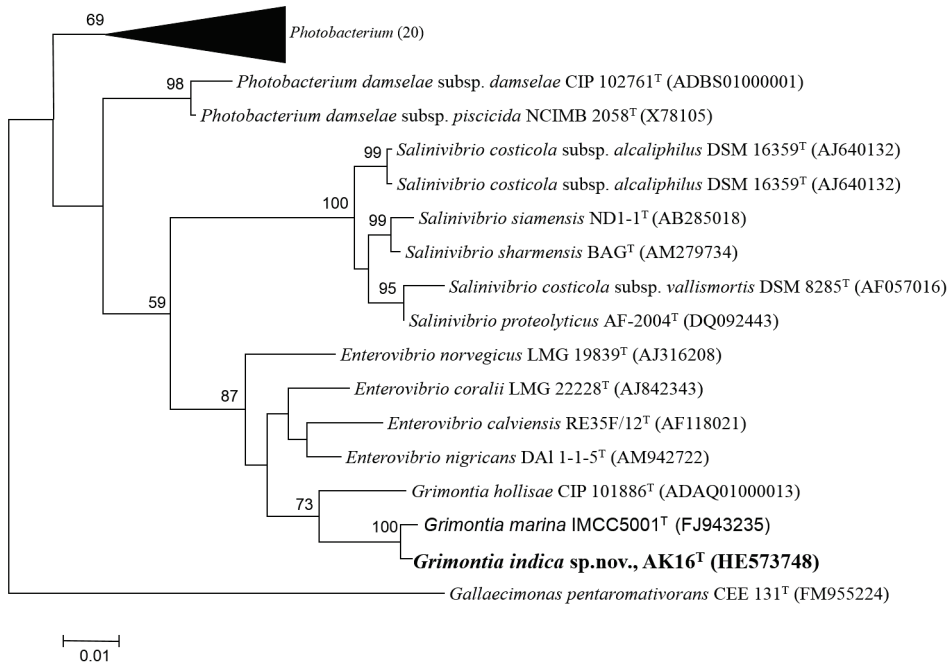 69
Photobacterium (20)
98
Photobacterium damselae subsp. damselae CIP 102761ᵀ (ADBS01000001)
Photobacterium damselae subsp. piscicida NCIMB 2058ᵀ (X78105)
99
Salinivibrio costicola subsp. alcaliphilus DSM 16359ᵀ (AJ640132)
Salinivibrio costicola subsp. alcaliphilus DSM 16359ᵀ (AJ640132)
100
99
Salinivibrio siamensis ND1-1ᵀ (AB285018)
Salinivibrio sharmensis BAGᵀ (AM279734)
95
Salinivibrio costicola subsp. vallismortis DSM 8285ᵀ (AF057016)
Salinivibrio proteolyticus AF-2004ᵀ (DQ092443)
59
Enterovibrio norvegicus LMG 19839ᵀ (AJ316208)
87
Enterovibrio coralii LMG 22228ᵀ (AJ842343)
Enterovibrio calviensis RE35F/12ᵀ (AF118021)
Enterovibrio nigricans DAl 1-1-5ᵀ (AM942722)
Grimontia hollisae CIP 101886ᵀ (ADAQ01000013)
73
100
Grimontia marina IMCC5001ᵀ (FJ943235)
Grimontia indica sp.nov., AK16ᵀ (HE573748)
Gallaecimonas pentaromativorans CEE 131ᵀ (FM955224)
0.01